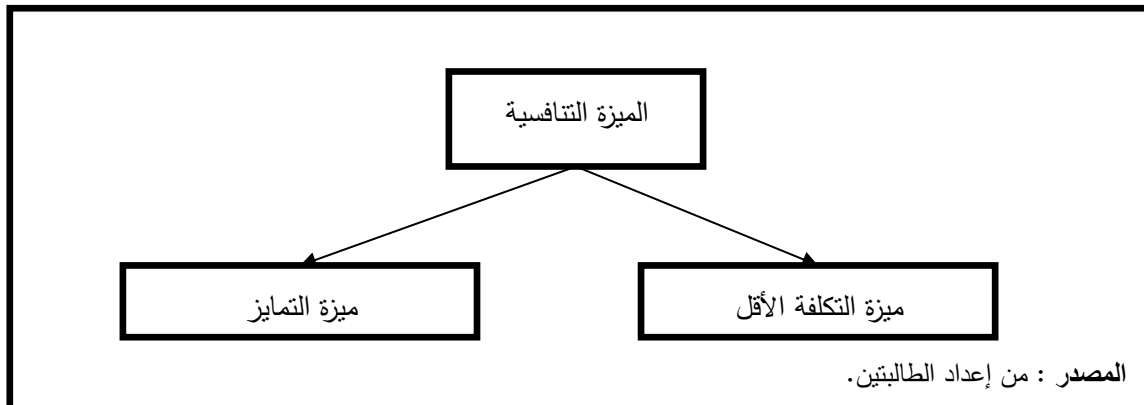 الميزة التنافسية
ميزة التكلفة الأقل
ميزة التمايز
المصدر : من إعداد الطالبتين.